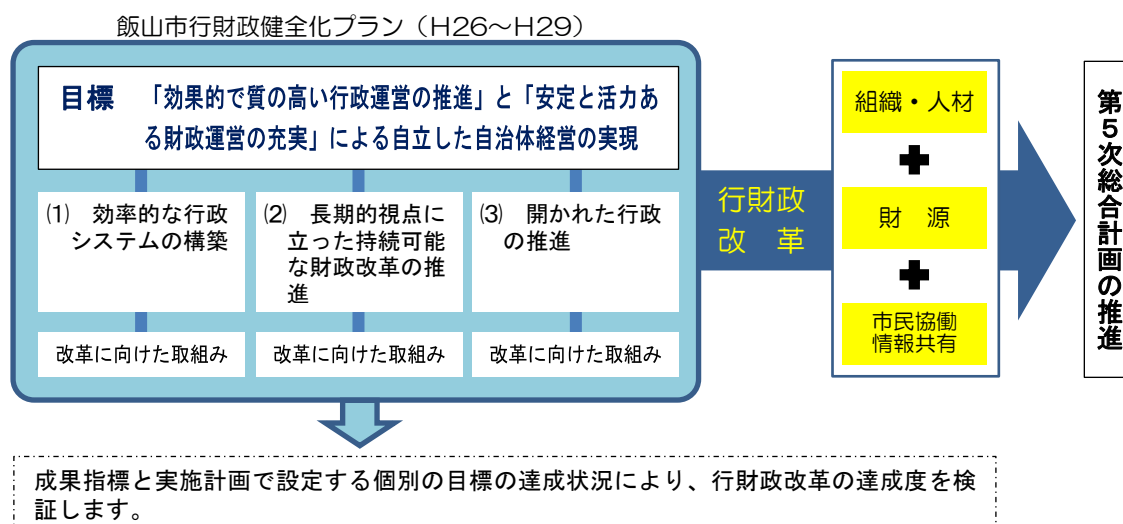 飯山市行財政健全化プラン（H26～H29）
目標　「効果的で質の高い行政運営の推進」と「安定と活力あ
る財政運営の充実」による自立した自治体経営の実現
⑴　効率的な行政
システムの構築
⑵　長期的視点に
立った持続可能
な財政改革の推
進
⑶　開かれた行政
の推進
改革に向けた取組み
改革に向けた取組み
改革に向けた取組み
行財政
改　革
組織・人材
財　源
市民協働
情報共有
第５次総合計画の推進
成果指標と実施計画で設定する個別の目標の達成状況により、行財政改革の達成度を検
証します。